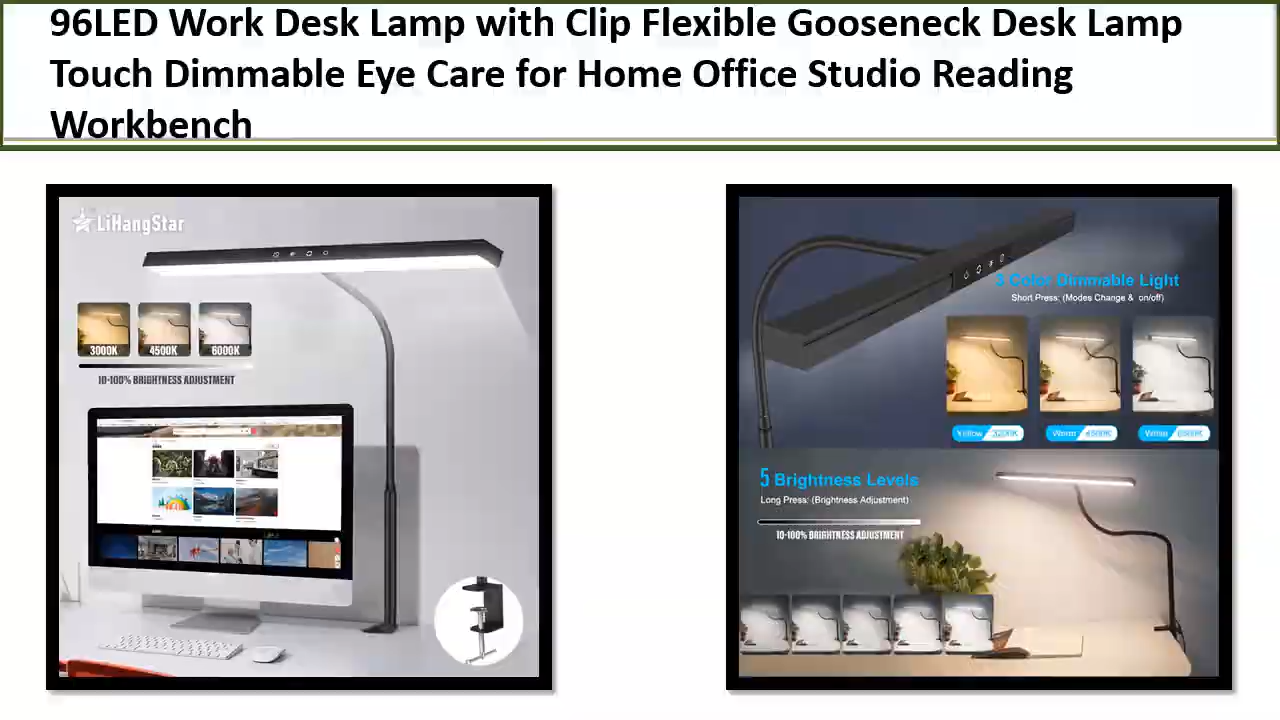 96LED Work Desk Lamp with Clip Flexible Gooseneck Desk Lamp
Touch Dimmable Eye Care for Home Office Studio Reading
Workbench
LiHangStar
3000K 4500K 6000K
10-100% BRIGHTNESS ADJUSTMENT
3 Color Dimmable Light
Short Press: (Modes Change & on/off)
Yellow Warm
5 Brightness Levels
Long Press: (Brightness Adjustment)
10-100% BRIGHTNESS ADJUSTMENT